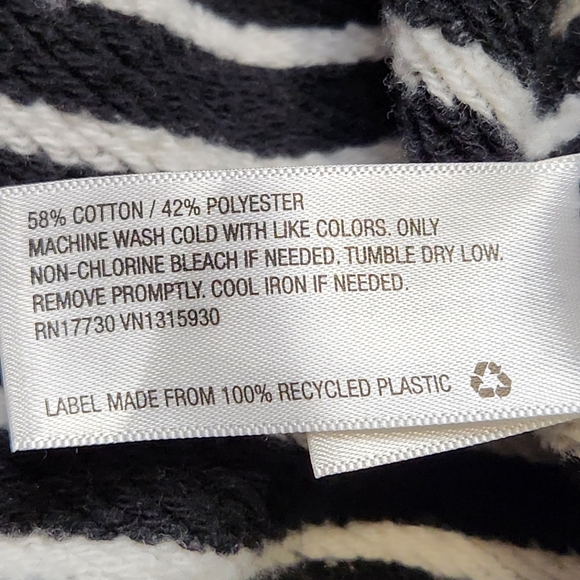 58% COTTON / 42% POLYESTER
MACHINE WASH COLD WITH LIKE COLORS. ONLY
NON-CHLORINE BLEACH IF NEEDED. TUMBLE DRY LOW.
REMOVE PROMPTLY. COOL IRON IF NEEDED.
RN17730 VN1315930
LABEL MADE FROM 100% RECYCLED PLASTIC